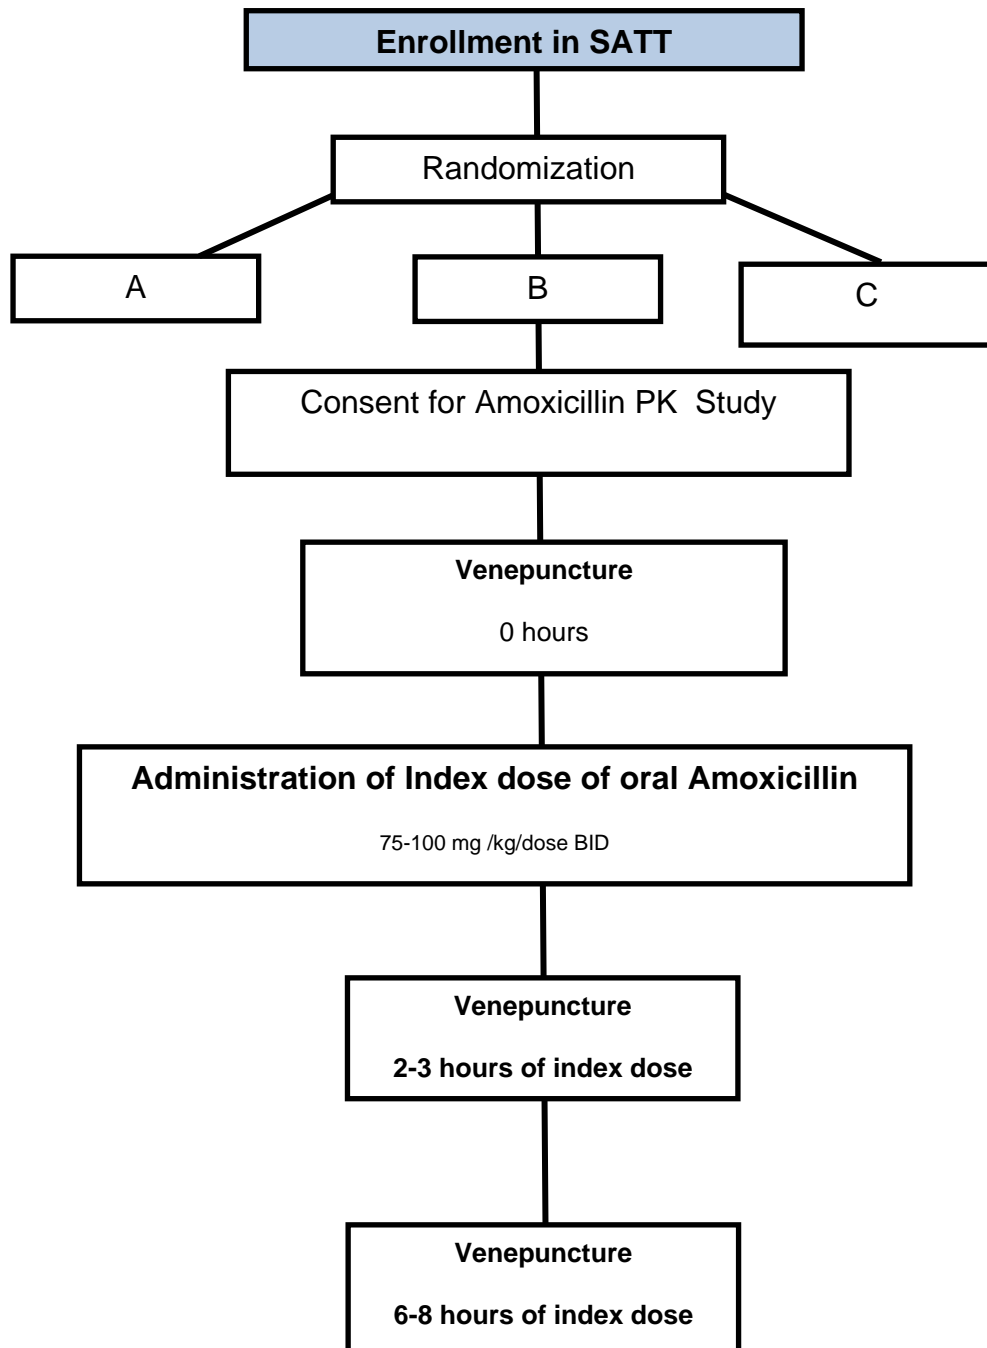 Enrollment in SATT
Randomization
A
B
C
Consent for Amoxicillin PK  Study
Venepuncture
0 hours
Administration of Index dose of oral Amoxicillin
75-100 mg /kg/dose BID
Venepuncture
2-3 hours of index dose
Venepuncture
6-8 hours of index dose